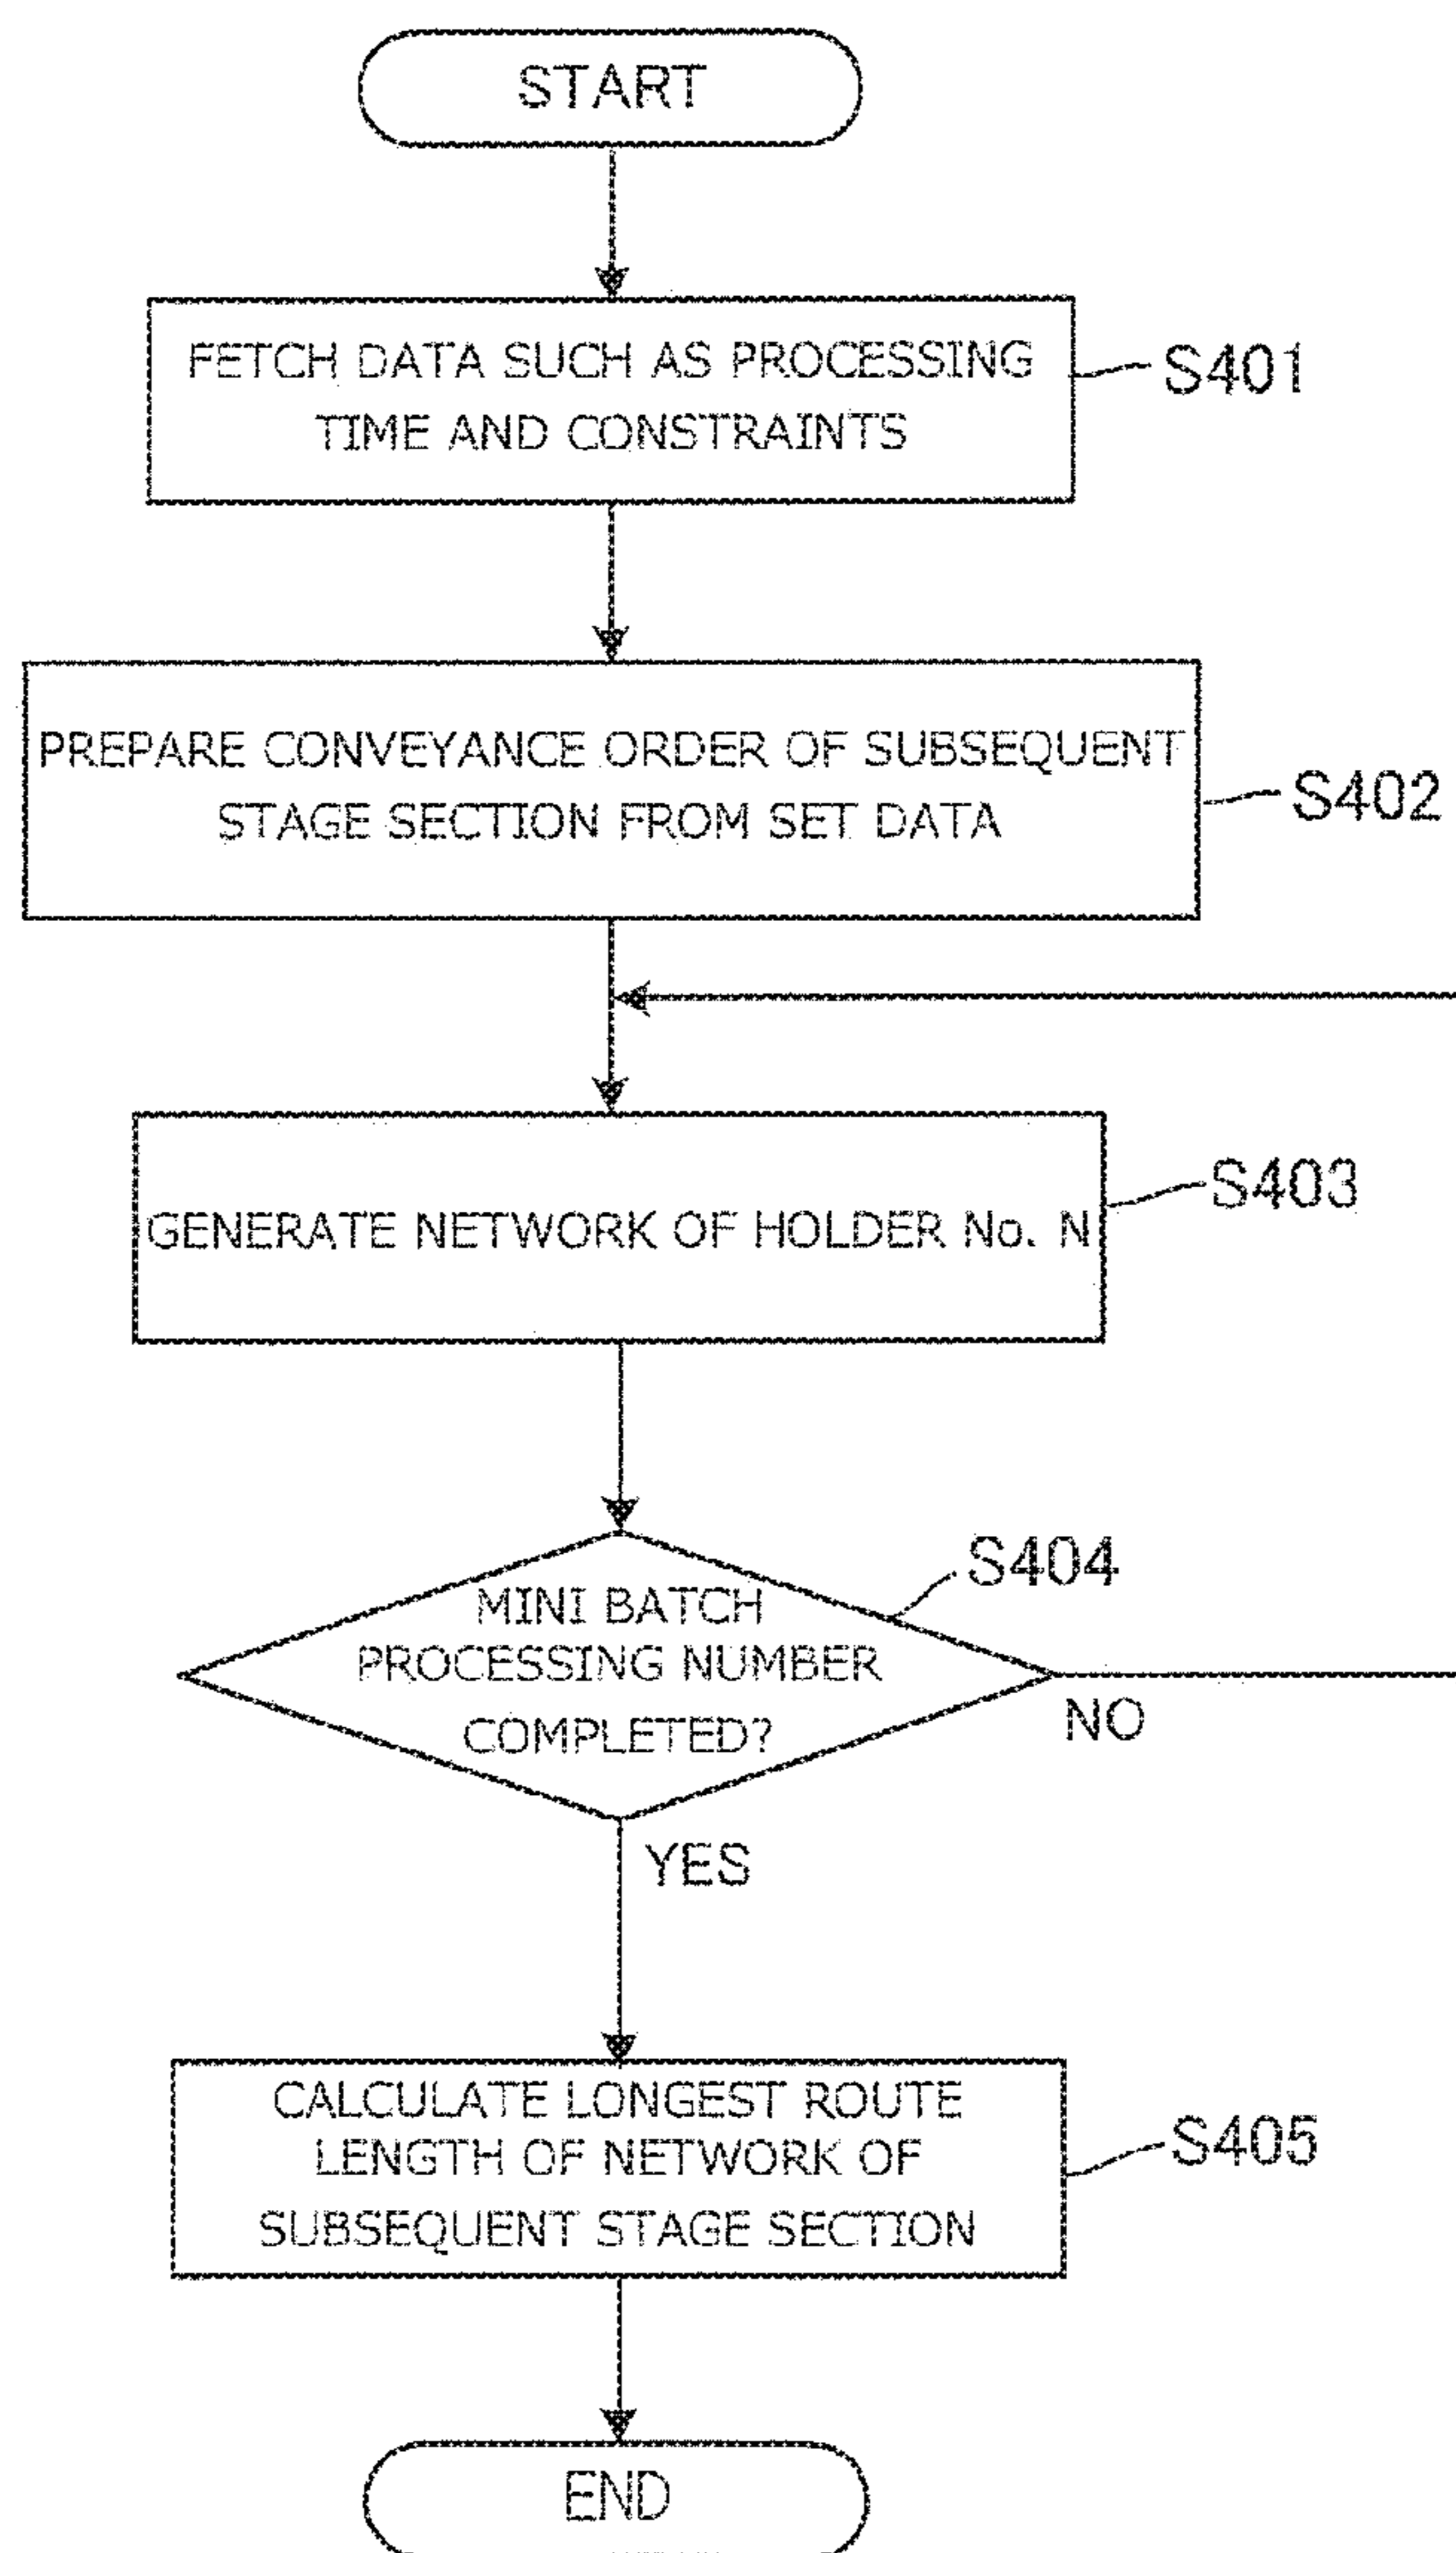 START
FETCH DATA SUCH AS PROCESSING
TIME AND CONSTRAINTS
S401
PREPARE CONVEYANCE ORDER OF SUBSEQUENT
STAGE SECTION FROM SET DATA
S402
GENERATE NETWORK OF HOLDER No. N
S403
MINI BATCH
PROCESSING NUMBER
COMPLETED?
S404
NO
YES
CALCULATE LONGEST ROUTE
LENGTH OF NETWORK OF
SUBSEQUENT STAGE SECTION
S405
END